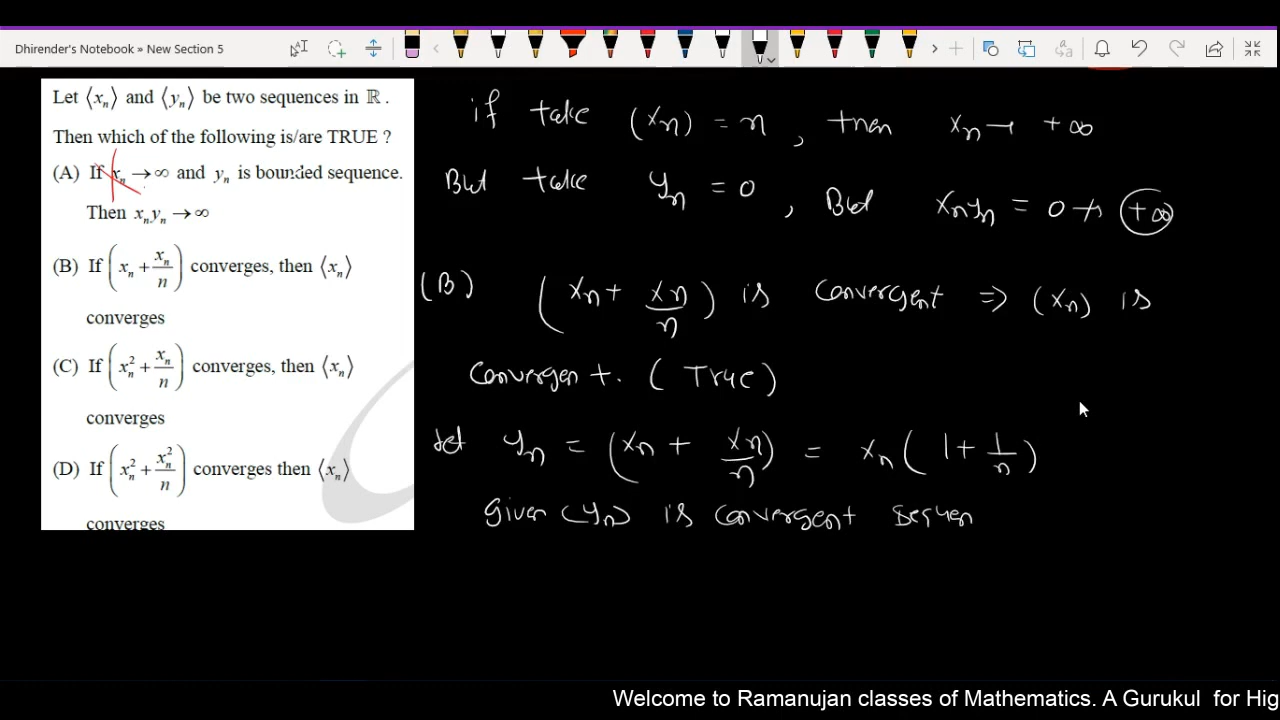 Dhirender's Notebook » New Section 5
Let ⟨xₙ⟩ and ⟨yₙ⟩ be two sequences in ℝ.
Then which of the following is/are TRUE ?
(A) If xₙ → ∞ and yₙ is bounded sequence.
Then xₙyₙ → ∞
(B) If (xₙ + xₙ/n) converges, then ⟨xₙ⟩
converges
(C) If (xₙ² + xₙ/n) converges, then ⟨xₙ⟩
converges
(D) If (xₙ² + xₙ²/n) converges then ⟨xₙ⟩
converges
if take (xₙ) = n , then xₙ → +∞
But take yₙ = 0 , But xₙyₙ = 0 ↛ +∞
(B) (xₙ + xₙ/n) is convergent ⇒ (xₙ) is
convergent. (True)
let yₙ = (xₙ + xₙ/n) = xₙ(1 + 1/n)
given (yₙ) is convergent sequen
Welcome to Ramanujan classes of Mathematics. A Gurukul for Hig